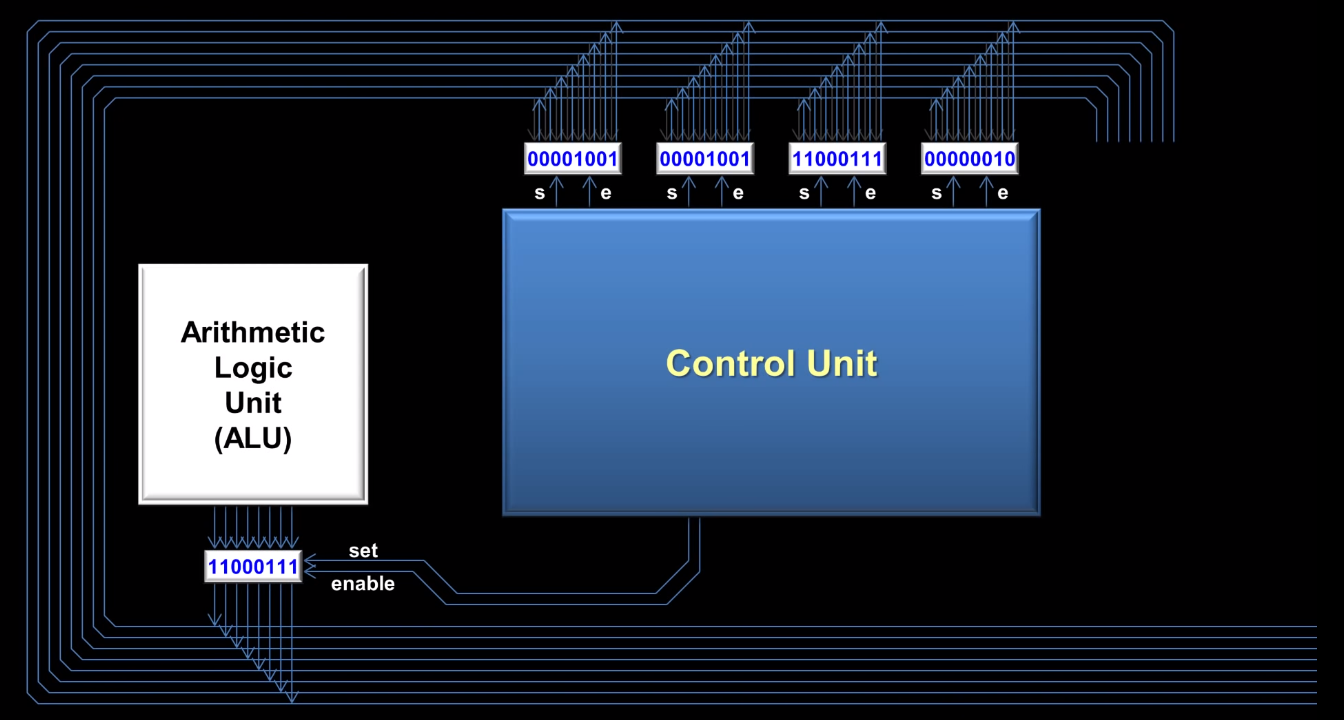 00001001 00001001 11000111 00000010
s e s e s e s e
Arithmetic
Logic
Unit
(ALU)
Control Unit
set
11000111
enable